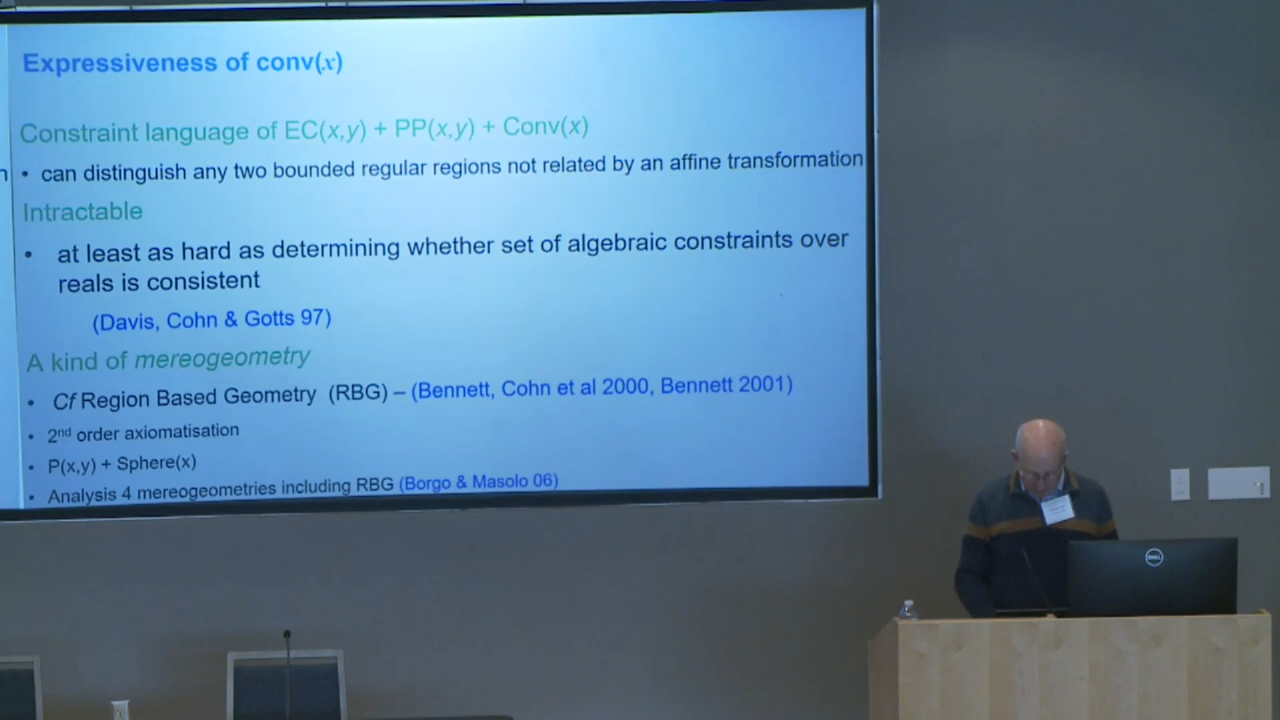 Expressiveness of conv(x)
Constraint language of EC(x,y) + PP(x,y) + Conv(x)
n • can distinguish any two bounded regular regions not related by an affine transformation
Intractable
• at least as hard as determining whether set of algebraic constraints over
reals is consistent
(Davis, Cohn & Gotts 97)
A kind of mereogeometry
• Cf Region Based Geometry (RBG) – (Bennett, Cohn et al 2000, Bennett 2001)
• 2nd order axiomatisation
• P(x,y) + Sphere(x)
• Analysis 4 mereogeometries including RBG (Borgo & Masolo 06)
DELL